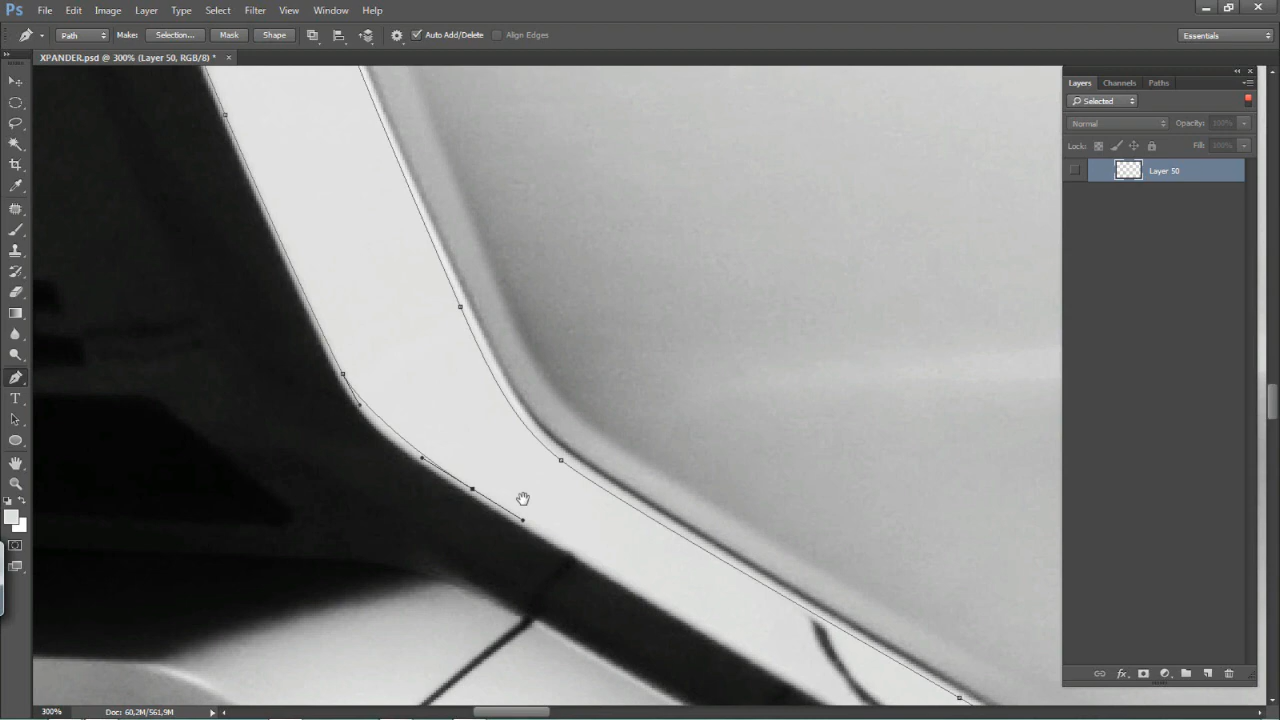 Ps File Edit Image Layer Type Select Filter View Window Help
Path Make: Selection... Mask Shape Auto Add/Delete Align Edges Essentials
XPANDER.psd @ 300% (Layer 50, RGB/8) * ×
Layers Channels Paths
Selected
Normal Opacity: 100%
Lock: Fill: 100%
Layer 50
T
300% Doc: 60,2M/561,9M